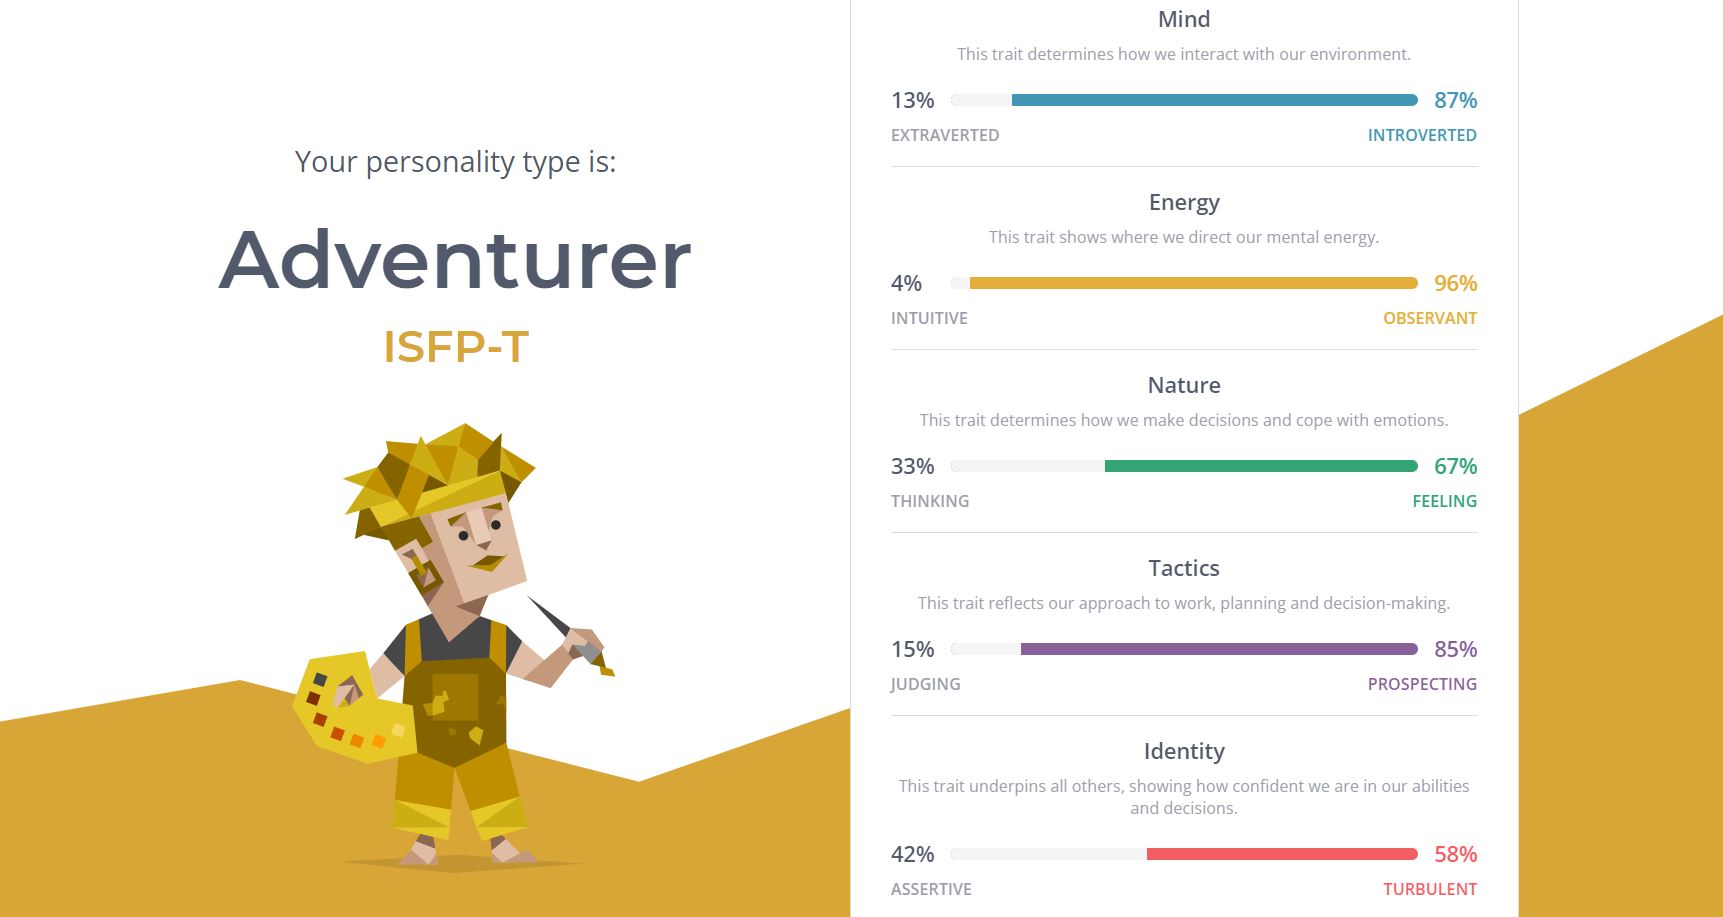 Your personality type is:
Adventurer
ISFP-T
Mind
This trait determines how we interact with our environment.
13% 87%
EXTRAVERTED INTROVERTED
Energy
This trait shows where we direct our mental energy.
4% 96%
INTUITIVE OBSERVANT
Nature
This trait determines how we make decisions and cope with emotions.
33% 67%
THINKING FEELING
Tactics
This trait reflects our approach to work, planning and decision-making.
15% 85%
JUDGING PROSPECTING
Identity
This trait underpins all others, showing how confident we are in our abilities
and decisions.
42% 58%
ASSERTIVE TURBULENT